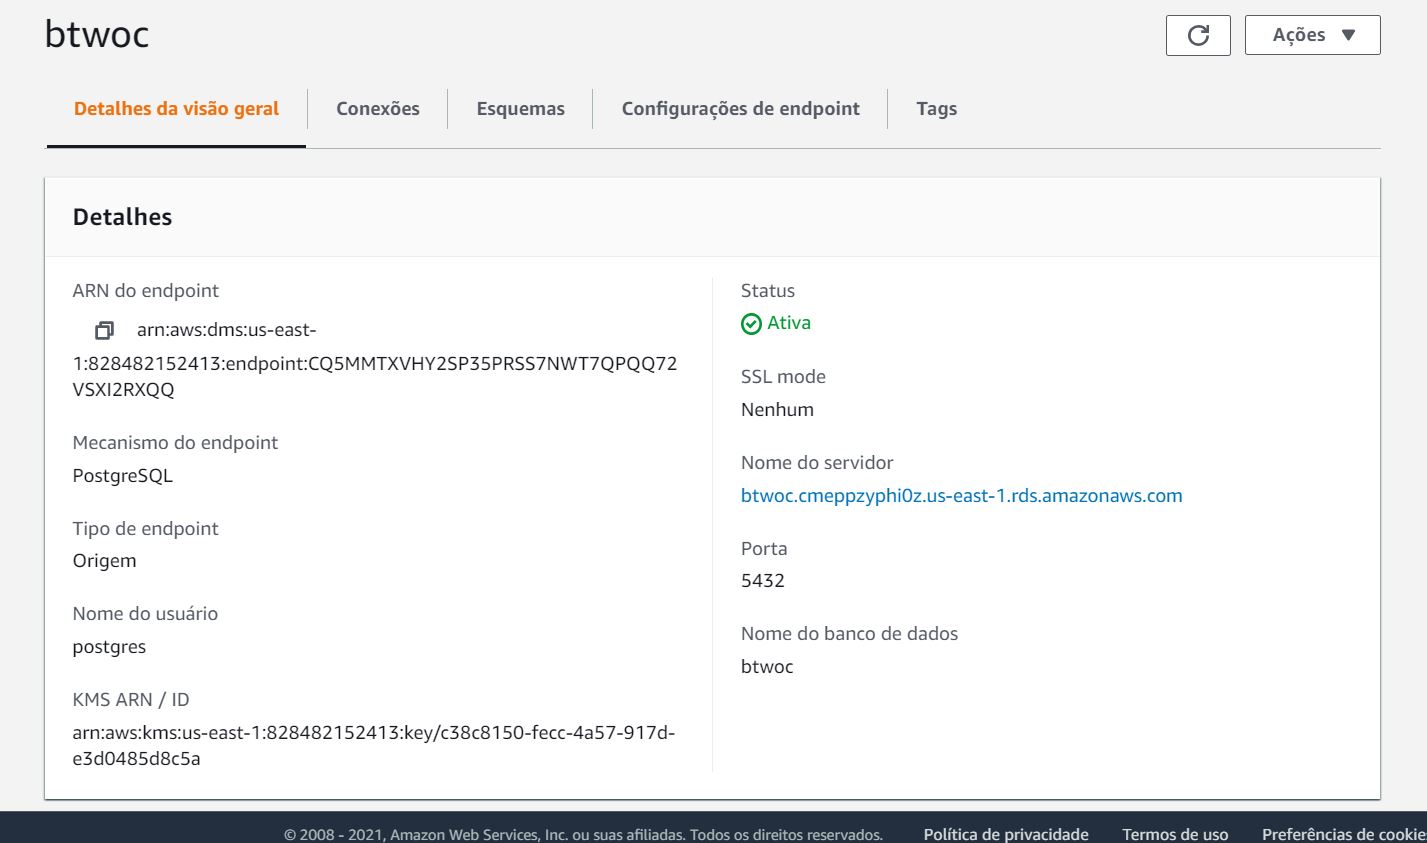 btwoc
Ações
Detalhes da visão geral
Conexões
Esquemas
Configurações de endpoint
Tags
Detalhes
ARN do endpoint
arn:aws:dms:us-east-
1:828482152413:endpoint:CQ5MMTXVHY2SP35PRSS7NWT7QPQQ72
VSXI2RXQQ
Mecanismo do endpoint
PostgreSQL
Tipo de endpoint
Origem
Nome do usuário
postgres
KMS ARN / ID
arn:aws:kms:us-east-1:828482152413:key/c38c8150-fecc-4a57-917d-
e3d0485d8c5a
Status
Ativa
SSL mode
Nenhum
Nome do servidor
btwoc.cmeppzyphi0z.us-east-1.rds.amazonaws.com
Porta
5432
Nome do banco de dados
btwoc
© 2008 - 2021, Amazon Web Services, Inc. ou suas afiliadas. Todos os direitos reservados.
Política de privacidade
Termos de uso
Preferências de cookie